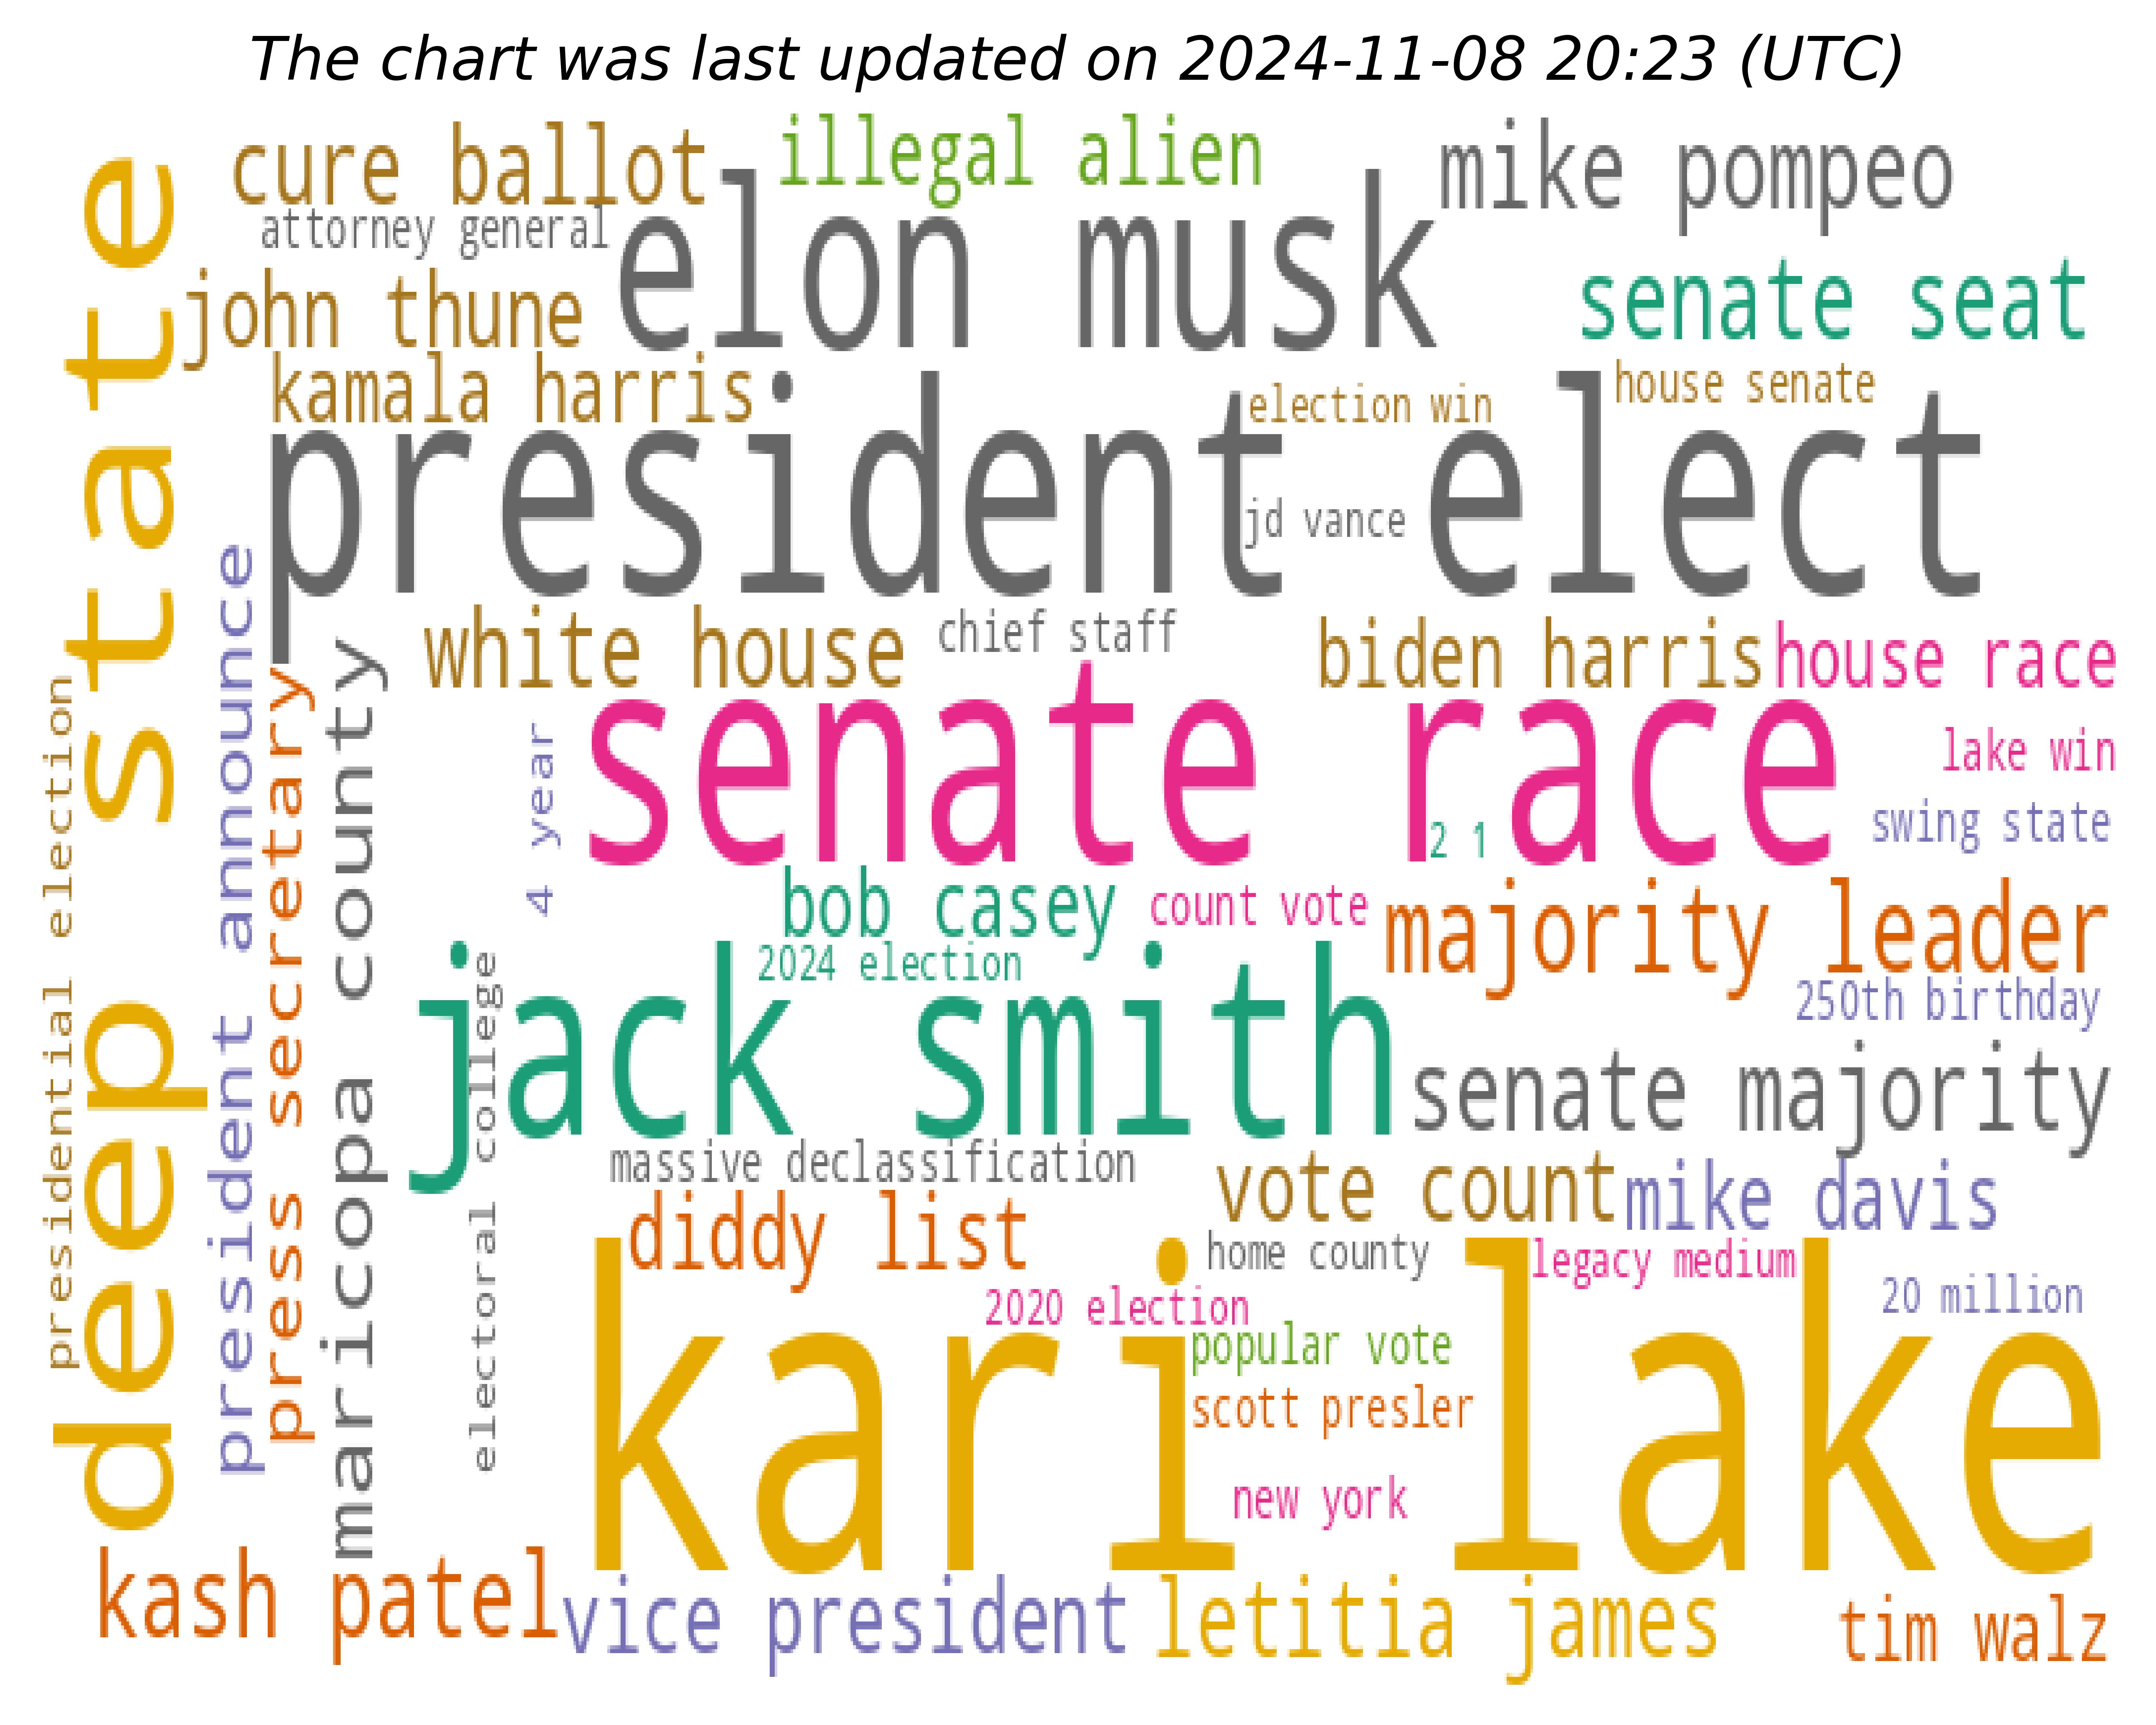 The chart was last updated on 2024-11-08 20:23 (UTC)
cure ballot
illegal alien
mike pompeo
attorney general
elon musk
john thune
senate seat
kamala harris
election win
house senate
president elect
jd vance
deep state
presidential election
president announce
press secretary
maricopa county
white house
chief staff
biden harris
house race
senate race
lake win
4 year
2 1
swing state
bob casey
count vote
majority leader
2024 election
jack smith
250th birthday
electoral college
senate majority
massive declassification
vote count
mike davis
diddy list
home county
legacy medium
2020 election
20 million
kari lake
popular vote
scott presler
new york
kash patel
vice president
letitia james
tim walz